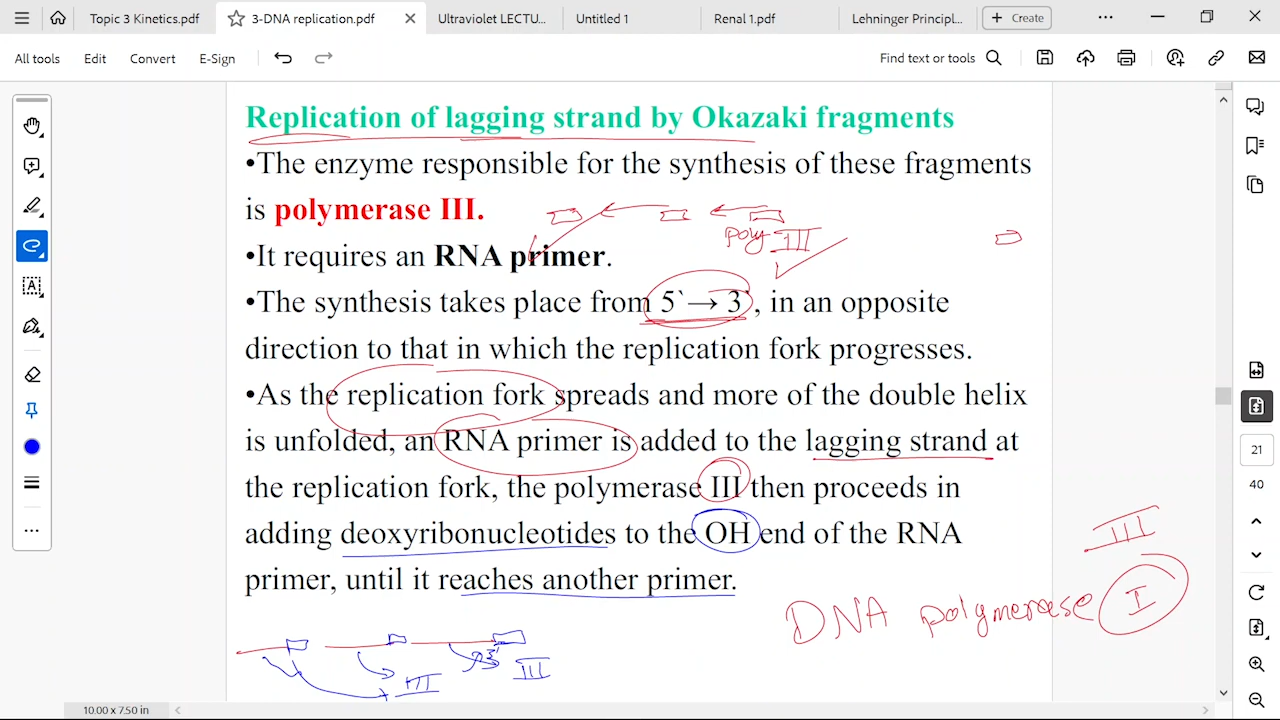 Topic 3 Kinetics.pdf 3-DNA replication.pdf Ultraviolet LECTU... Untitled 1 Renal 1.pdf Lehninger Principl... Create
All tools Edit Convert E-Sign Find text or tools
Replication of lagging strand by Okazaki fragments
•The enzyme responsible for the synthesis of these fragments
is polymerase III.
poly III
•It requires an RNA primer.
•The synthesis takes place from 5`→ 3`, in an opposite
direction to that in which the replication fork progresses.
•As the replication fork spreads and more of the double helix
is unfolded, an RNA primer is added to the lagging strand at
the replication fork, the polymerase III then proceeds in
adding deoxyribonucleotides to the OH end of the RNA
primer, until it reaches another primer.
III
DNA polymerase I
III III
21
40
10.00 x 7.50 in